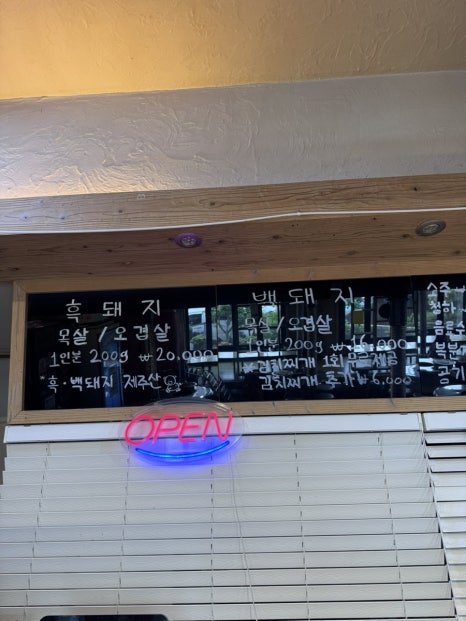 흑돼지
목살/오겹살
1인분 200g ₩20.000
*흑·백돼지 제주산
백돼지
목살/오겹살
1인분 200g ₩16.000
*김치찌개 1회 무료제공
김치찌개 추가 ₩6,000
소주
음료수
공기
OPEN